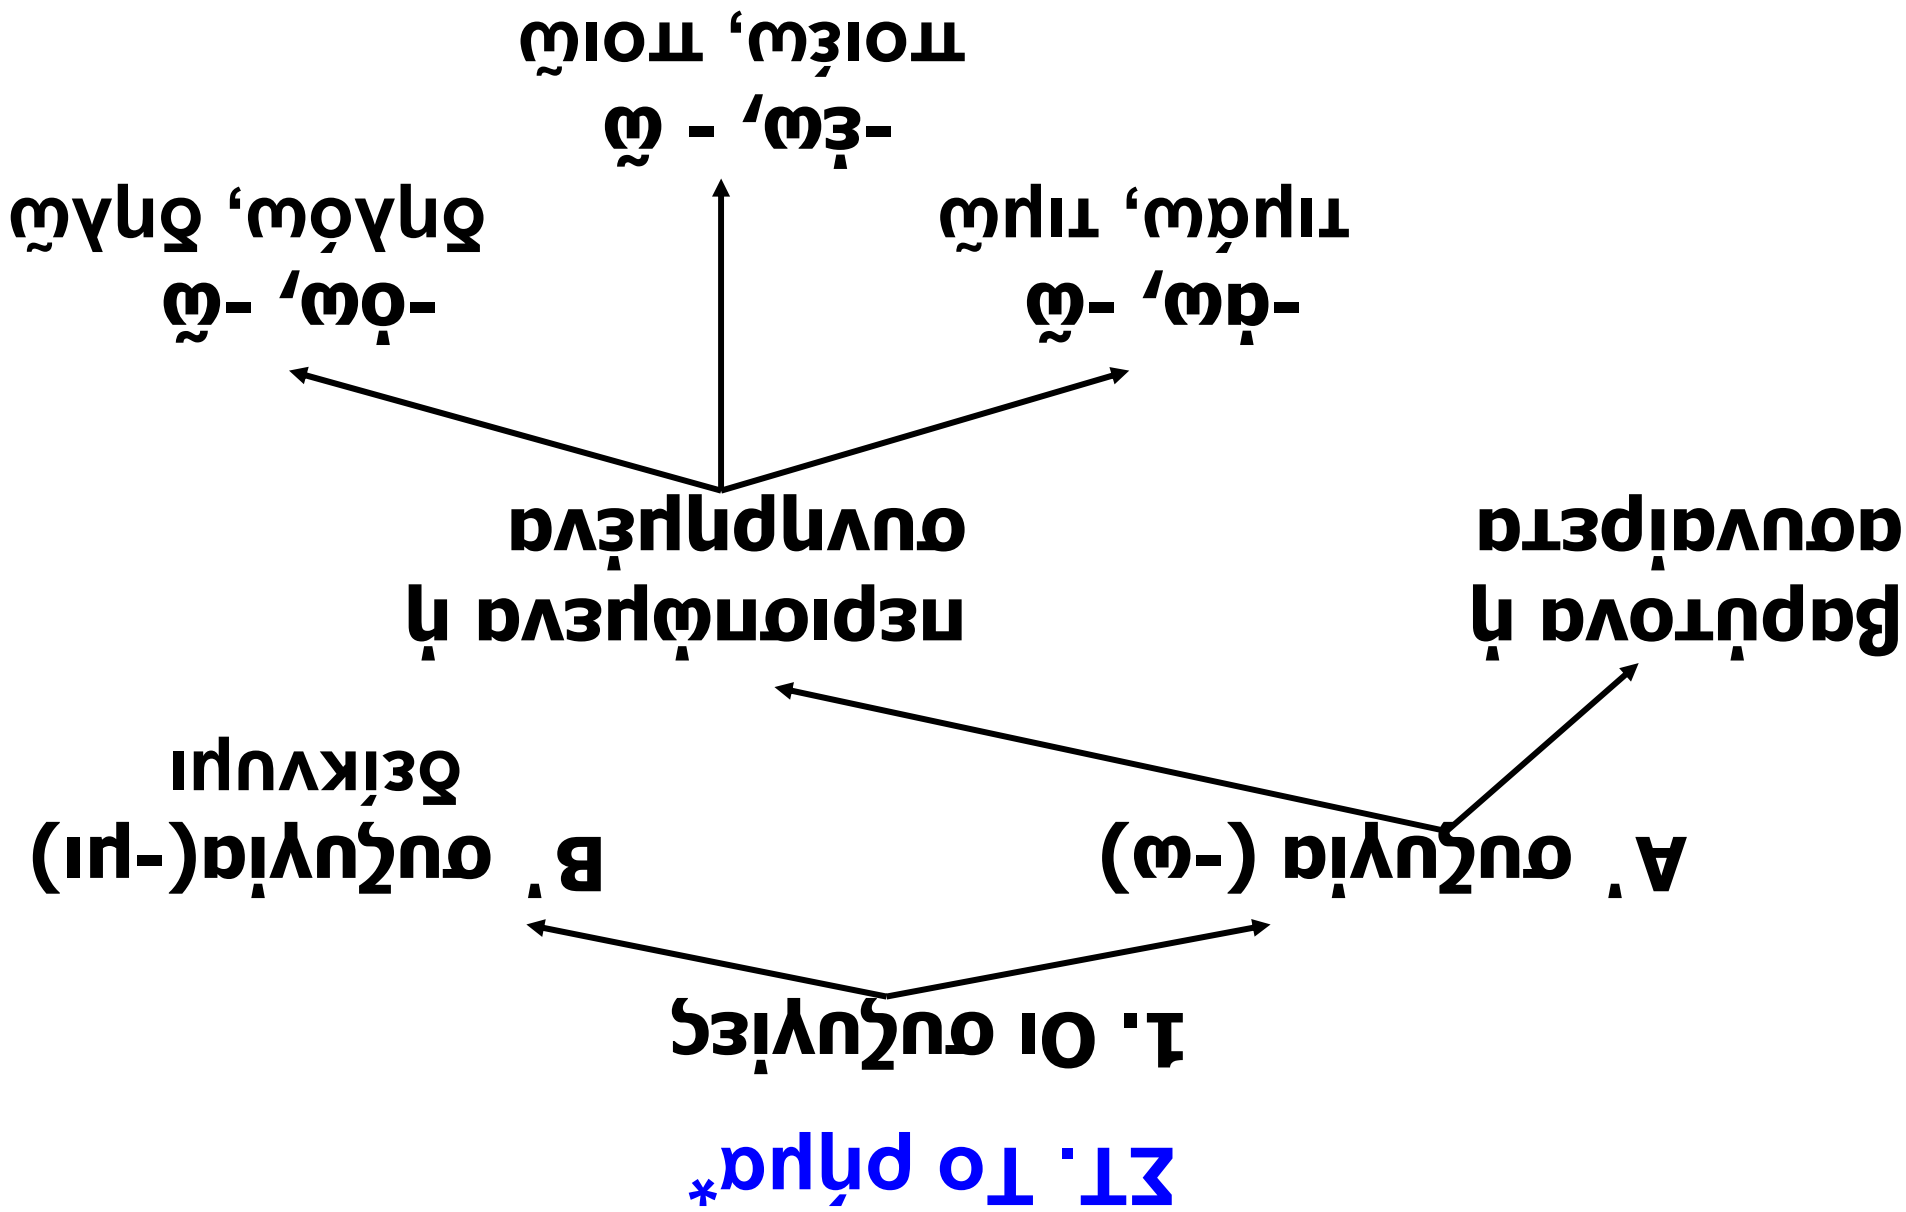 ΣΤ. Το ρήμα*
1. Οι συζυγίες
Α΄ συζυγία (-ω)
Β΄ συζυγία(-μι)
δείκνυμι
βαρύτονα ή
ασυναίρετα
περισπώμενα ή
συνηρημένα
-άω, -ῶ
τιμάω, τιμῶ
-έω, - ῶ
ποιέω, ποιῶ
-όω, -ῶ
δηλόω, δηλῶ